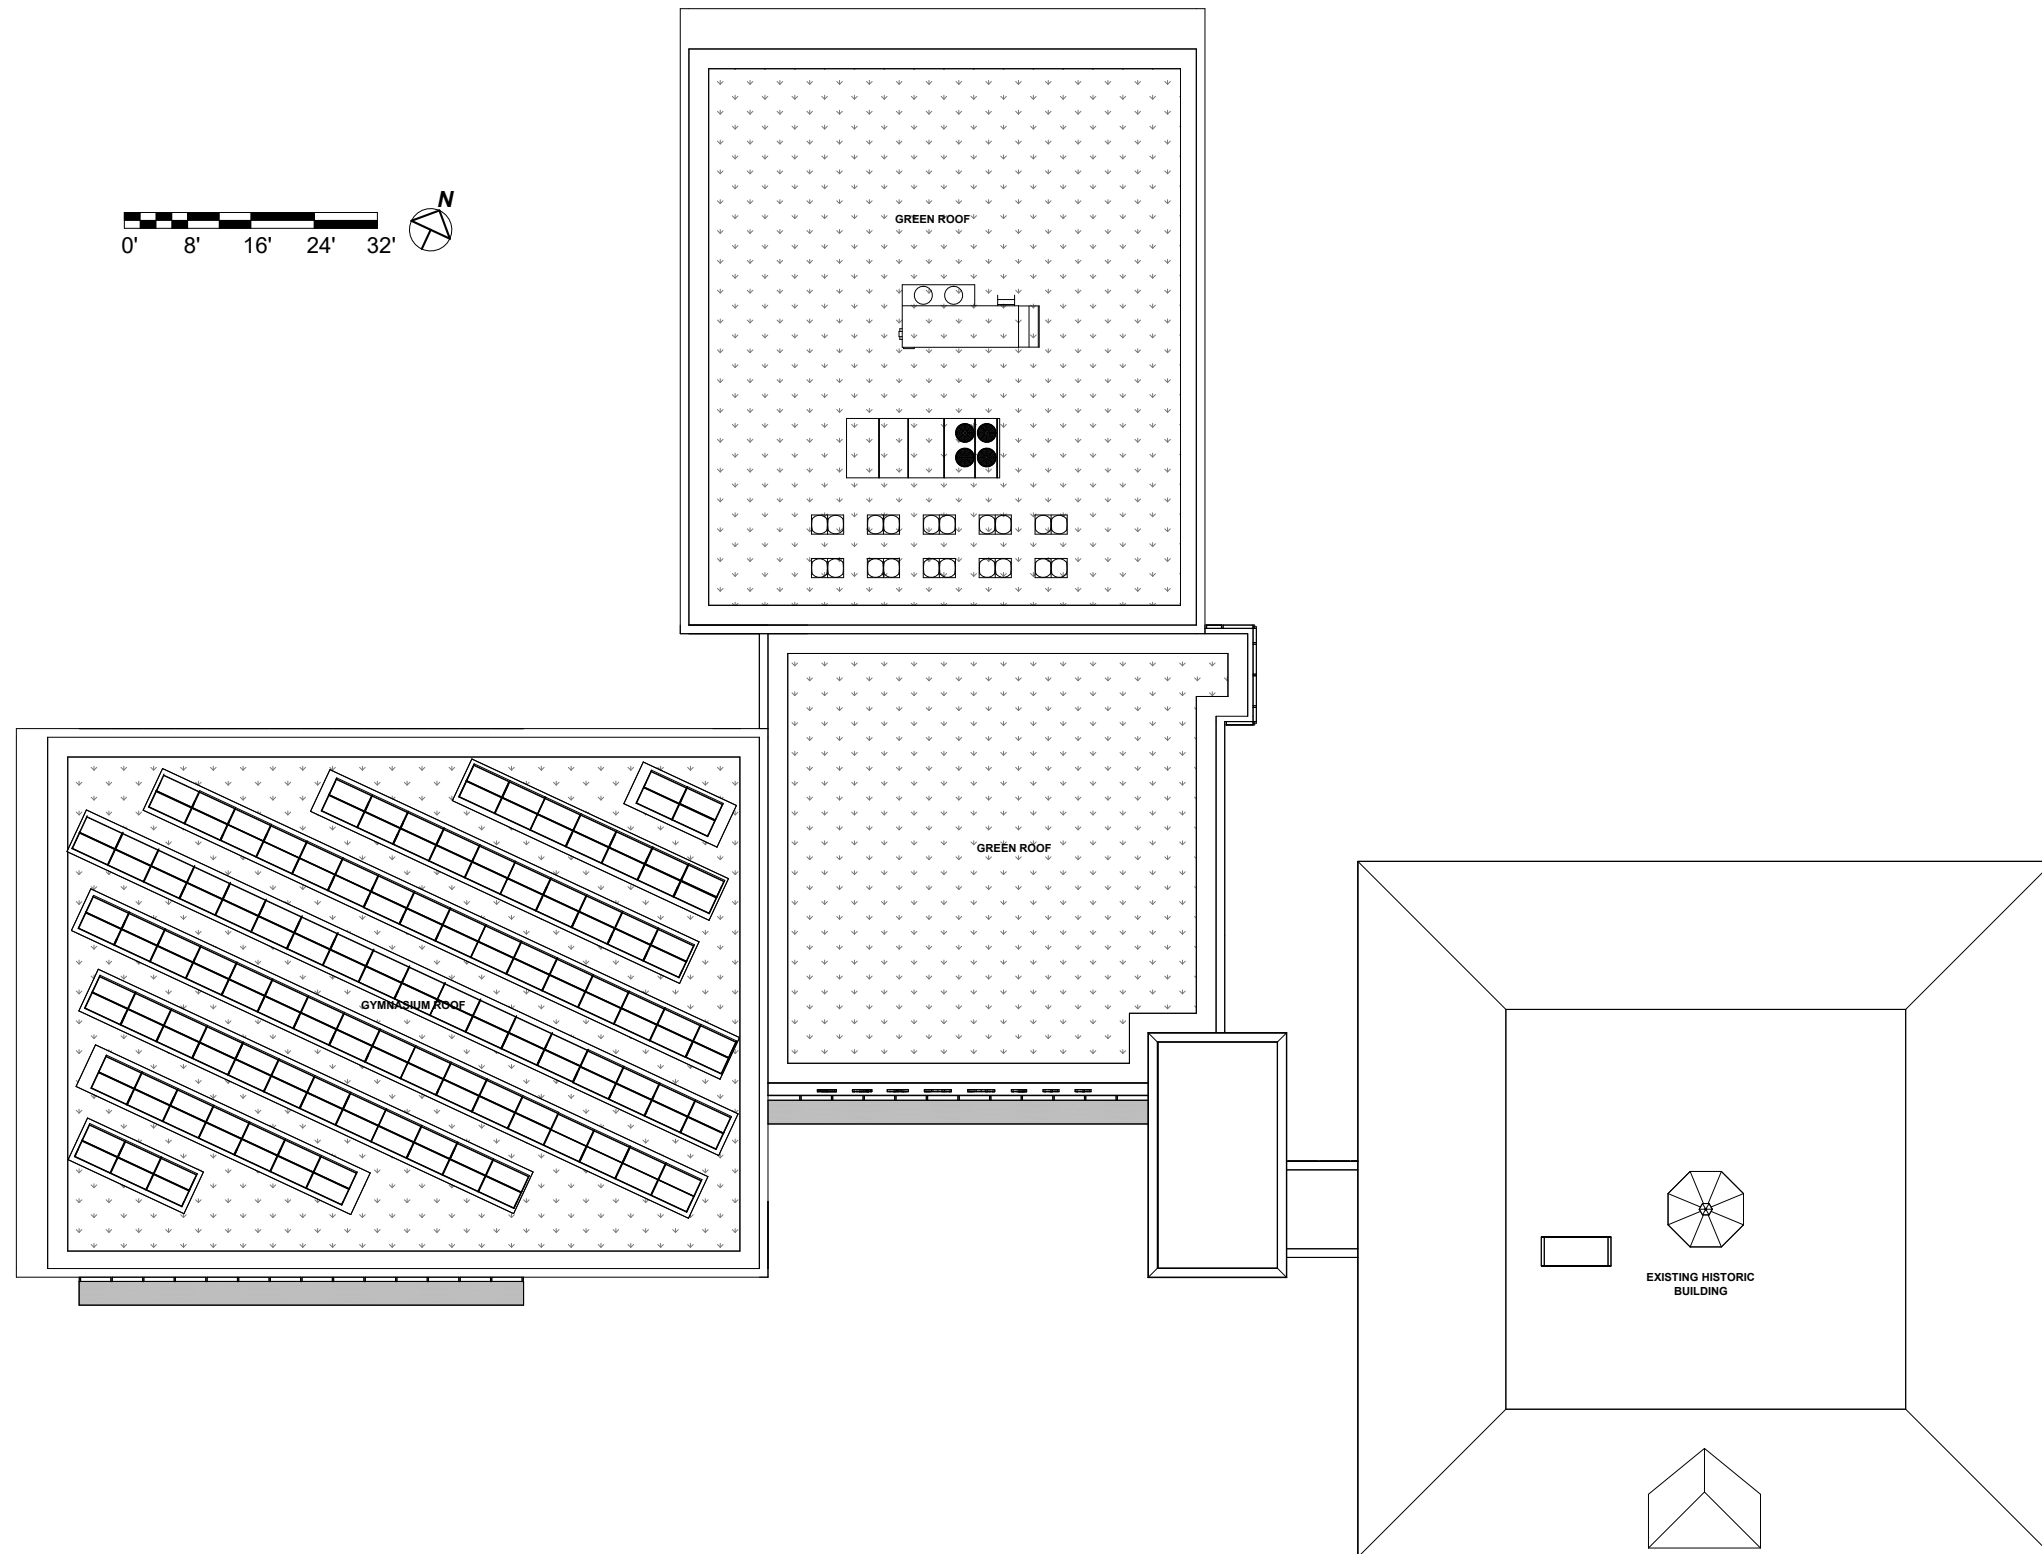 GREEN ROOF
N
0' 8' 16' 24' 32'
GREEN ROOF
GYMNASIUM ROOF
EXISTING HISTORIC
BUILDING